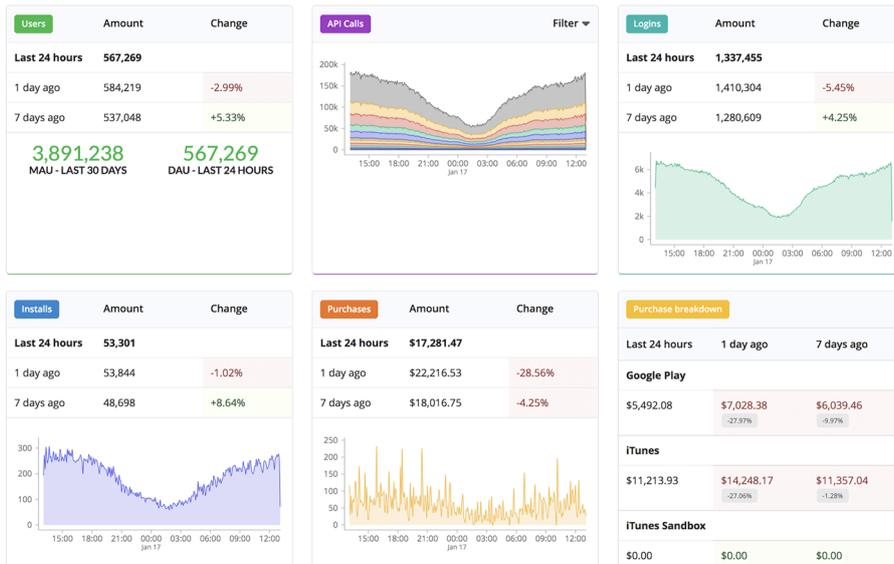 Users Amount Change
Last 24 hours 567,269
1 day ago 584,219 -2.99%
7 days ago 537,048 +5.33%
3,891,238 567,269
MAU - LAST 30 DAYS DAU - LAST 24 HOURS
API Calls Filter
200k
150k
100k
50k
0
15:00 18:00 21:00 00:00 03:00 06:00 09:00 12:00
Jan 17
Logins Amount Change
Last 24 hours 1,337,455
1 day ago 1,410,304 -5.45%
7 days ago 1,280,609 +4.25%
6k
4k
2k
0
15:00 18:00 21:00 00:00 03:00 06:00 09:00 12:00
Jan 17
Installs Amount Change
Last 24 hours 53,301
1 day ago 53,844 -1.02%
7 days ago 48,698 +8.64%
300
200
100
0
15:00 18:00 21:00 00:00 03:00 06:00 09:00 12:00
Jan 17
Purchases Amount Change
Last 24 hours $17,281.47
1 day ago $22,216.53 -28.56%
7 days ago $18,016.75 -4.25%
250
200
150
100
50
0
15:00 18:00 21:00 00:00 03:00 06:00 09:00 12:00
Jan 17
Purchase breakdown
Last 24 hours 1 day ago 7 days ago
Google Play
$5,492.08 $7,028.38 $6,039.46
-27.97% -9.97%
iTunes
$11,213.93 $14,248.17 $11,357.04
-27.06% -1.28%
iTunes Sandbox
$0.00 $0.00 $0.00